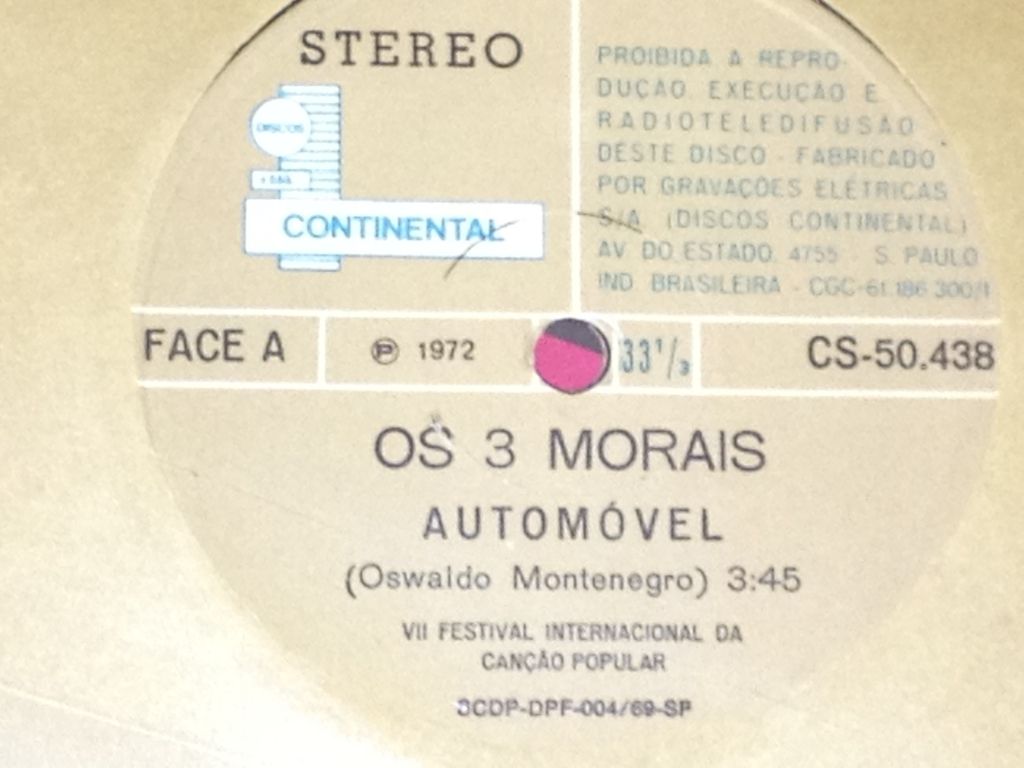 STEREO
DISCOS
CONTINENTAL
PROIBIDA A REPRO-
DUÇÃO, EXECUÇÃO E
RADIOTELEDIFUSÃO
DESTE DISCO - FABRICADO
POR GRAVAÇÕES ELÉTRICAS
S/A (DISCOS CONTINENTAL)
AV DO ESTADO, 4755 - S. PAULO
IND BRASILEIRA - CGC-61.186.300/1
FACE A
℗ 1972
33 1/3
CS-50.438
OS 3 MORAIS
AUTOMÓVEL
(Oswaldo Montenegro) 3:45
VII FESTIVAL INTERNACIONAL DA
CANÇÃO POPULAR
SCDP-DPF-004/69-SP